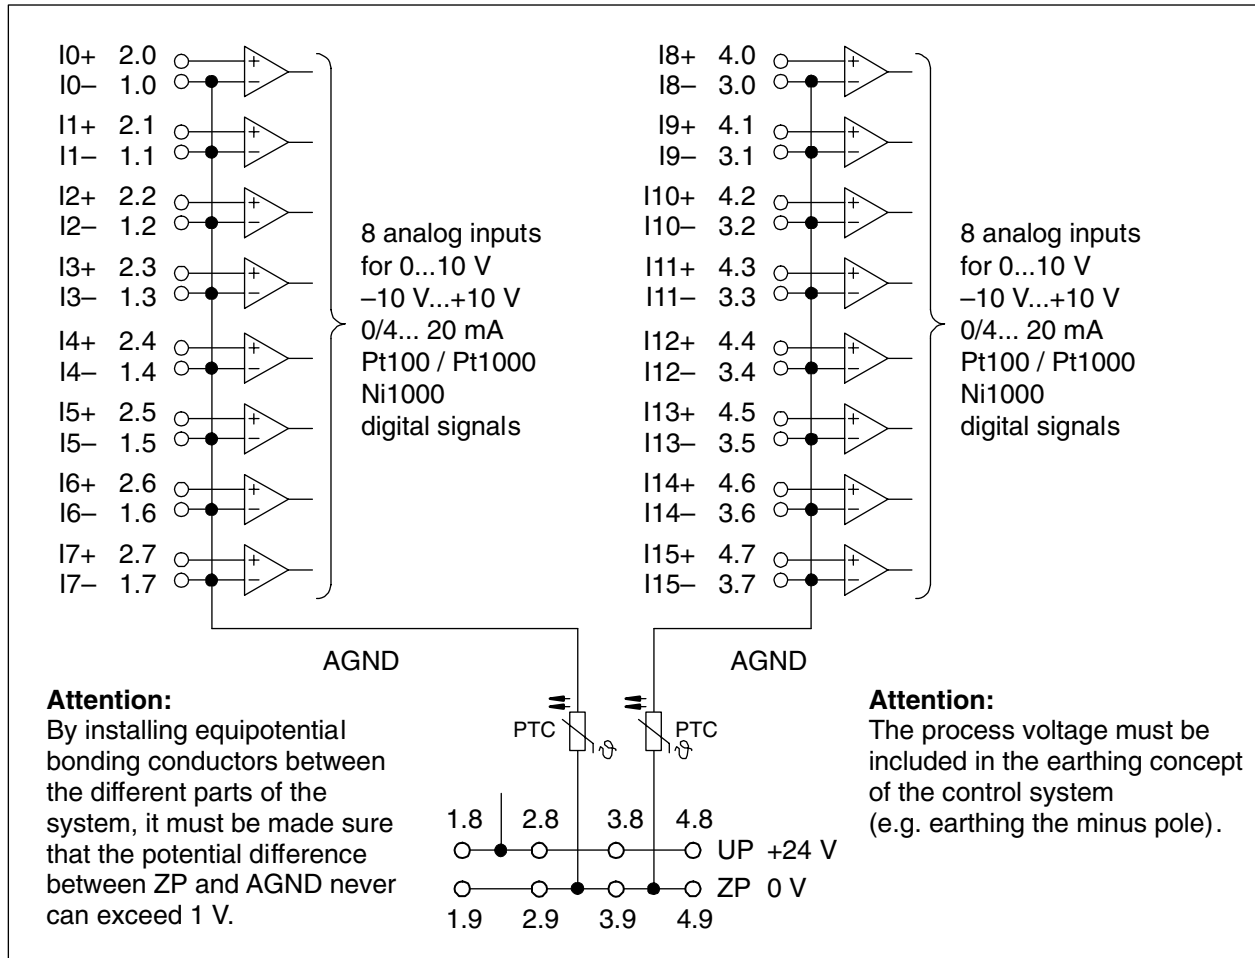 I0+ 2.0
I0– 1.0
I1+ 2.1
I1– 1.1
I2+ 2.2
I2– 1.2
I3+ 2.3
I3– 1.3
I4+ 2.4
I4– 1.4
I5+ 2.5
I5– 1.5
I6+ 2.6
I6– 1.6
I7+ 2.7
I7– 1.7
+
–
+
–
+
–
+
–
+
–
+
–
+
–
+
–
8 analog inputs
for 0...10 V
–10 V...+10 V
0/4... 20 mA
Pt100 / Pt1000
Ni1000
digital signals
I8+ 4.0
I8– 3.0
I9+ 4.1
I9– 3.1
I10+ 4.2
I10– 3.2
I11+ 4.3
I11– 3.3
I12+ 4.4
I12– 3.4
I13+ 4.5
I13– 3.5
I14+ 4.6
I14– 3.6
I15+ 4.7
I15– 3.7
+
–
+
–
+
–
+
–
+
–
+
–
+
–
+
–
8 analog inputs
for 0...10 V
–10 V...+10 V
0/4... 20 mA
Pt100 / Pt1000
Ni1000
digital signals
AGND
AGND
Attention:
By installing equipotential
bonding conductors between
the different parts of the
system, it must be made sure
that the potential difference
between ZP and AGND never
can exceed 1 V.
PTC ϑ
PTC ϑ
1.8 2.8 3.8 4.8
UP +24 V
ZP 0 V
1.9 2.9 3.9 4.9
Attention:
The process voltage must be
included in the earthing concept
of the control system
(e.g. earthing the minus pole).